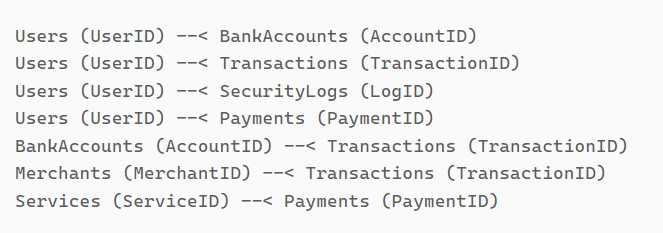 Users (UserID) ––< BankAccounts (AccountID)
Users (UserID) ––< Transactions (TransactionID)
Users (UserID) ––< SecurityLogs (LogID)
Users (UserID) ––< Payments (PaymentID)
BankAccounts (AccountID) ––< Transactions (TransactionID)
Merchants (MerchantID) ––< Transactions (TransactionID)
Services (ServiceID) ––< Payments (PaymentID)